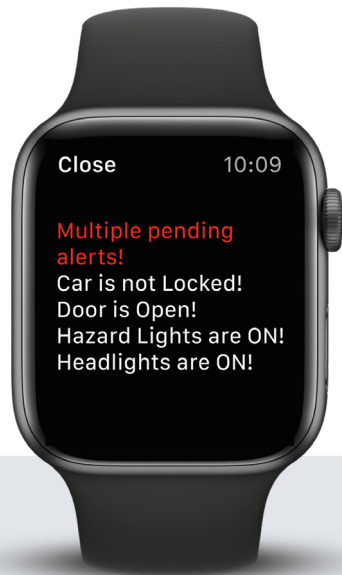 Close 10:09
Multiple pending
alerts!
Car is not Locked!
Door is Open!
Hazard Lights are ON!
Headlights are ON!